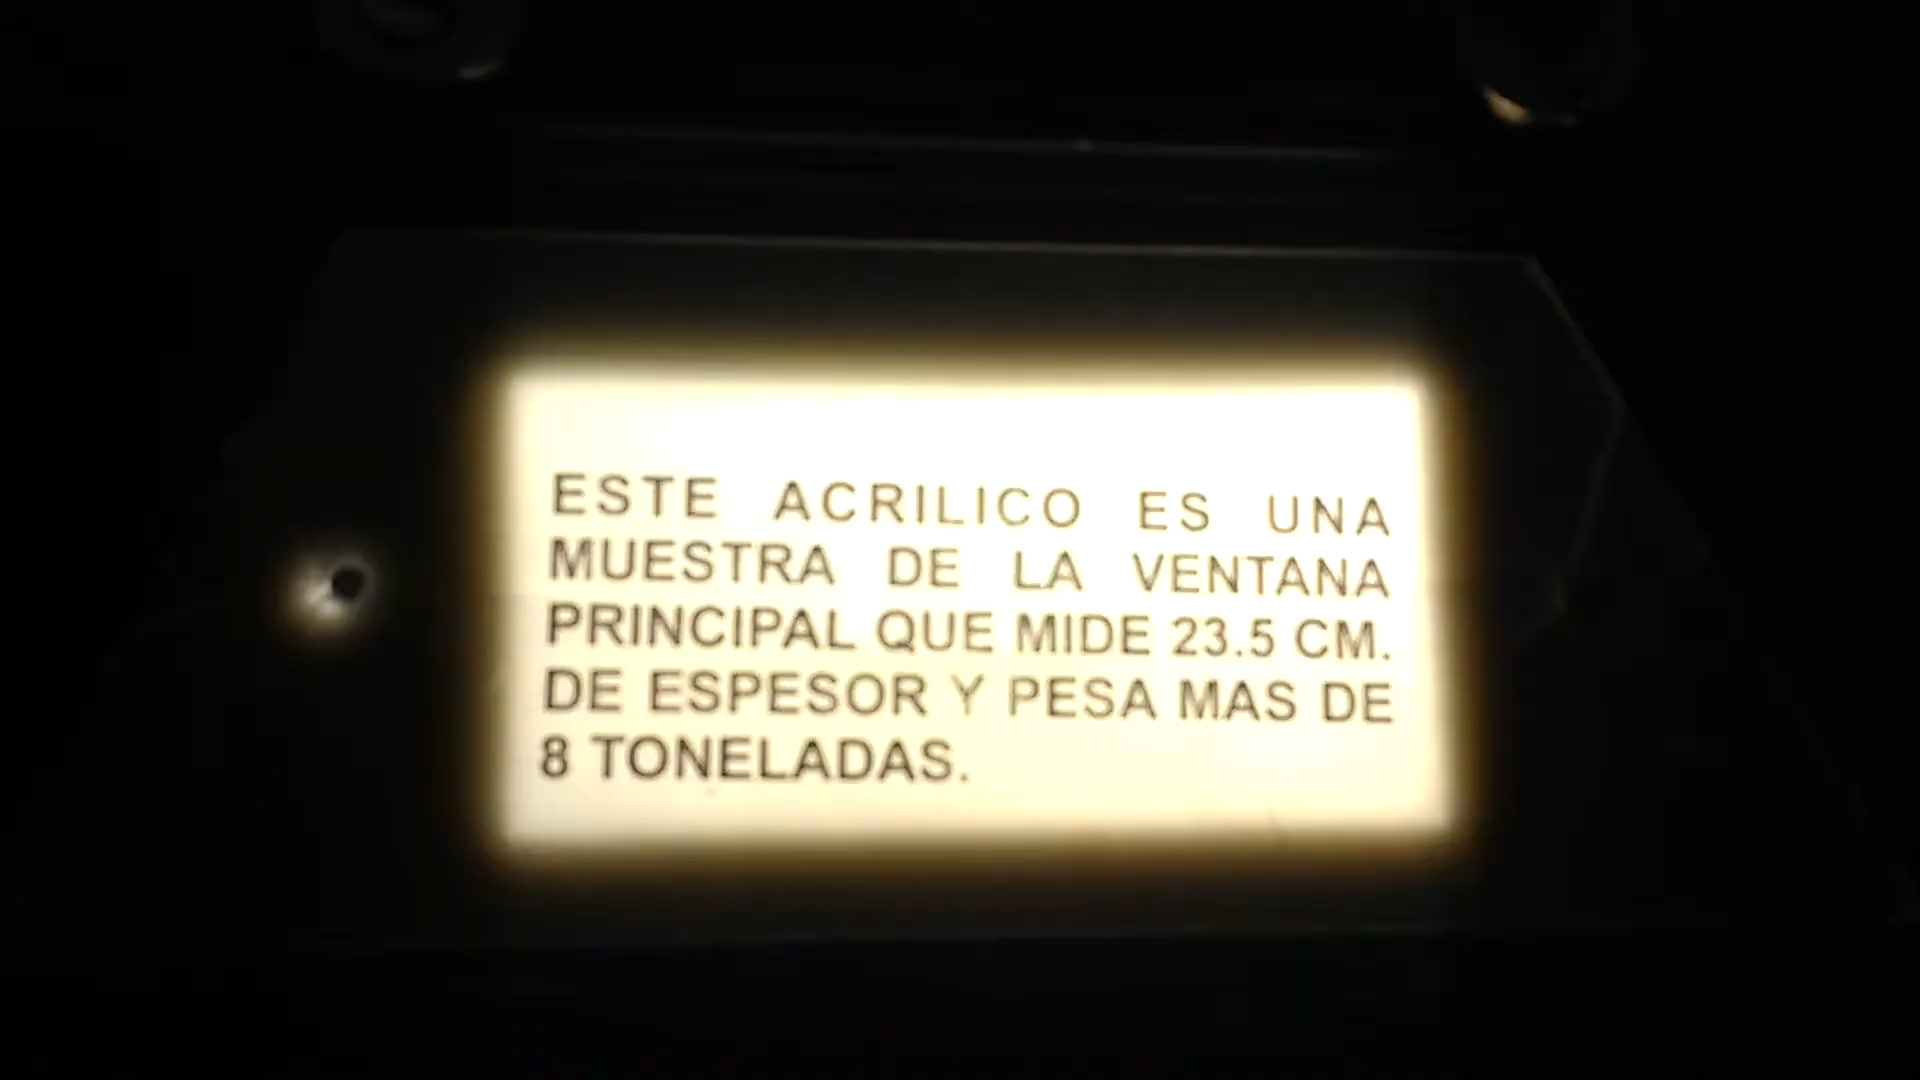 ESTE ACRILICO ES UNA
MUESTRA DE LA VENTANA
PRINCIPAL QUE MIDE 23.5 CM.
DE ESPESOR Y PESA MAS DE
8 TONELADAS.